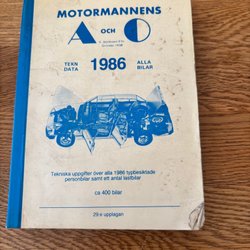 MOTORMANNENS
A OCH O
TEKN 1986 ALLA
DATA BILAR
Tekniska uppgifter över alla 1986 typbesiktade
personbilar samt ett antal lastbilar
ca 400 bilar
29:e upplagan